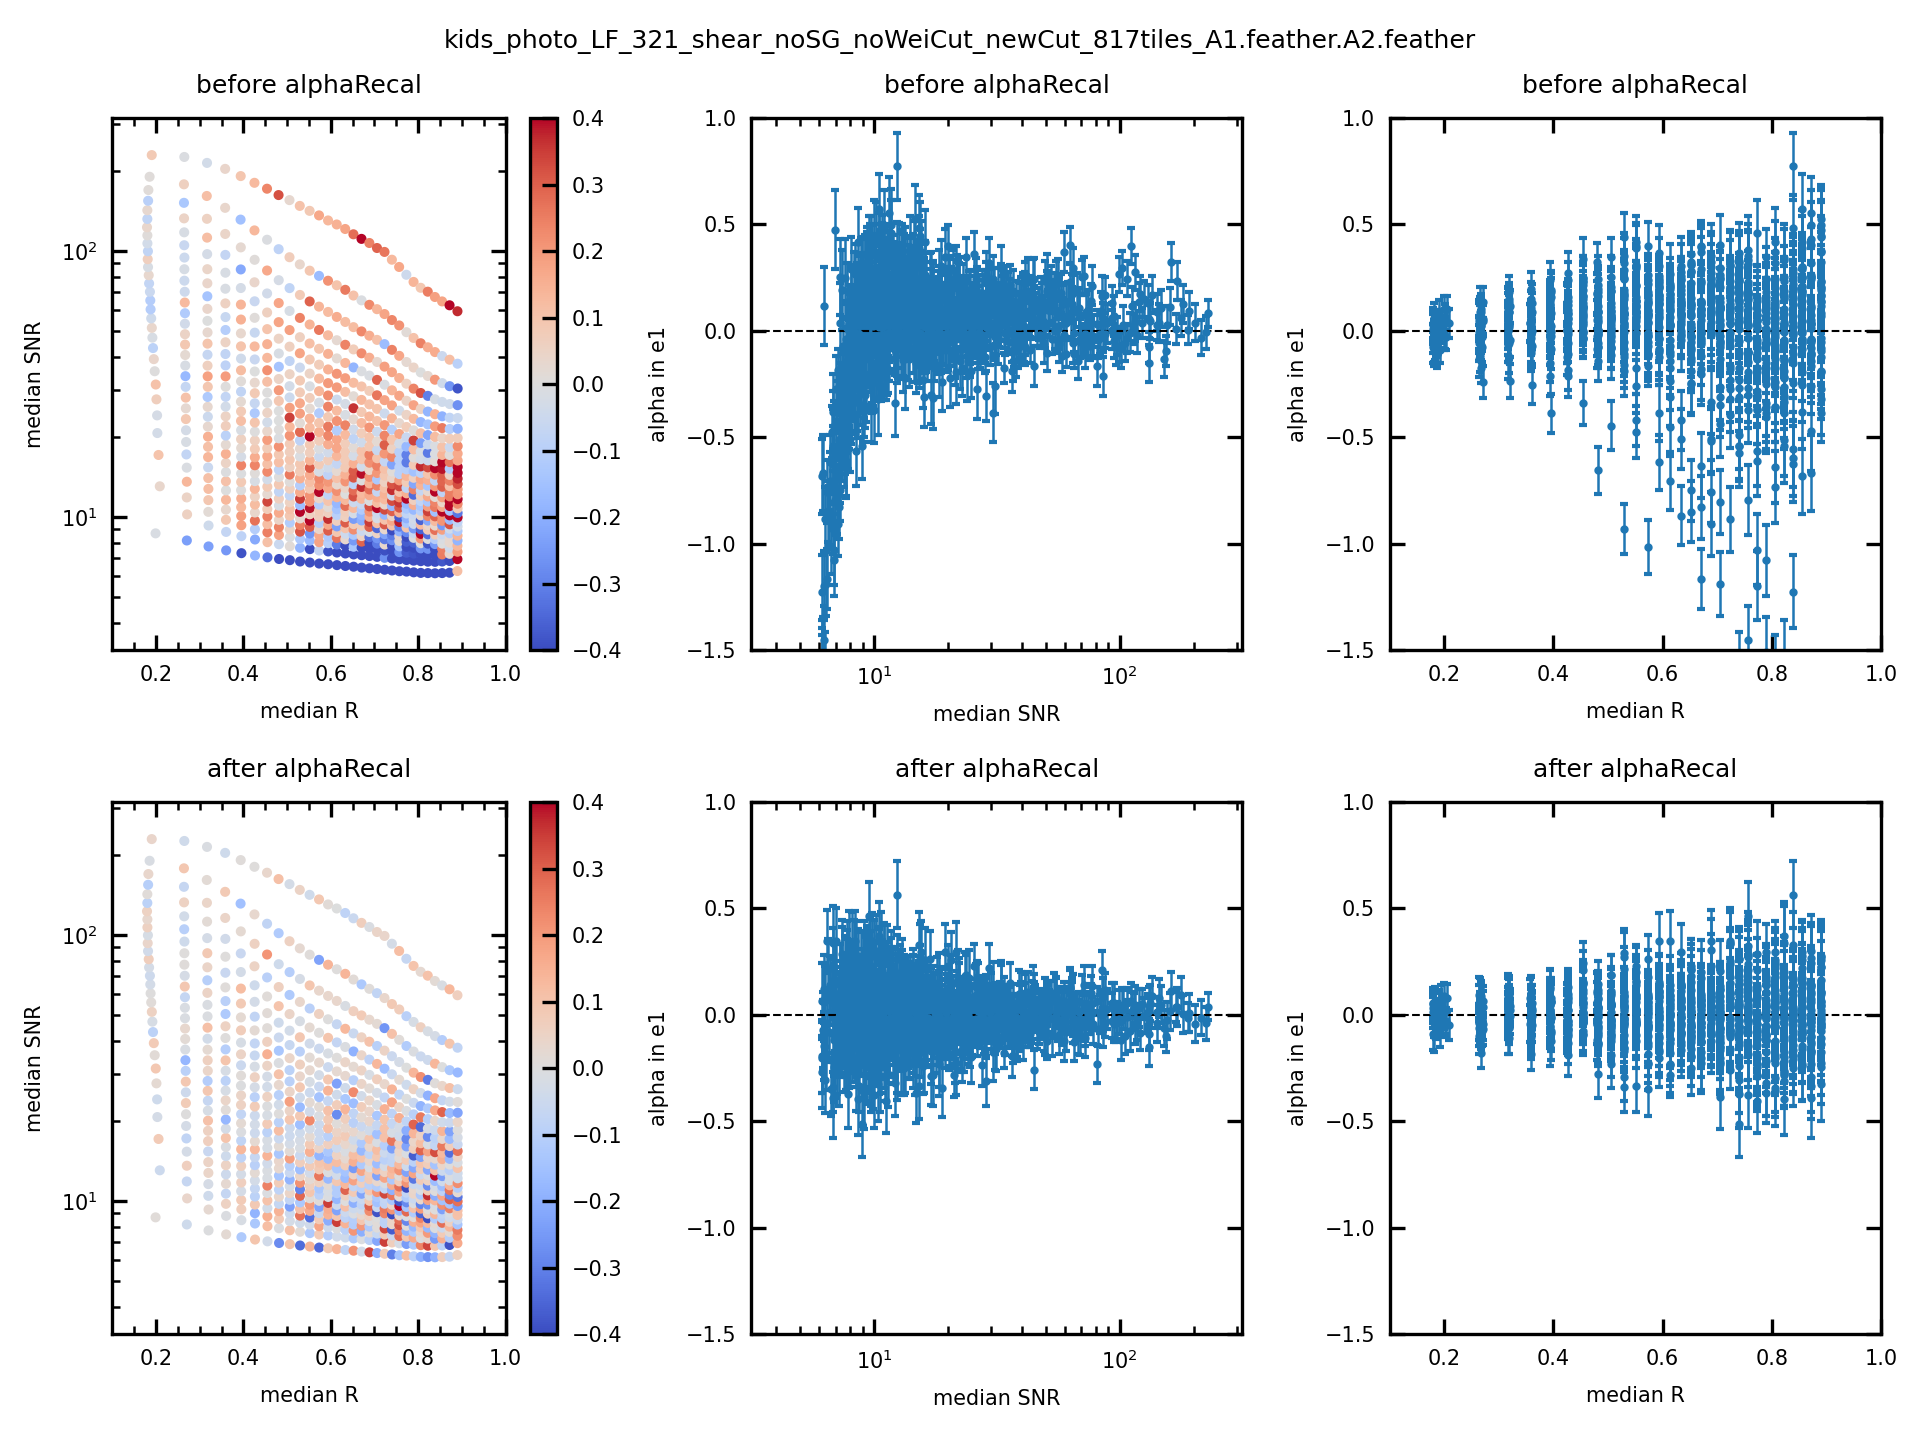 kids_photo_LF_321_shear_noSG_noWeiCut_newCut_817tiles_A1.feather.A2.feather
before alphaRecal
median SNR
10²
10¹
0.2 0.4 0.6 0.8 1.0
median R
0.4
0.3
0.2
0.1
0.0
−0.1
−0.2
−0.3
−0.4
before alphaRecal
alpha in e1
1.0
0.5
0.0
−0.5
−1.0
−1.5
10¹ 10²
median SNR
before alphaRecal
alpha in e1
1.0
0.5
0.0
−0.5
−1.0
−1.5
0.2 0.4 0.6 0.8 1.0
median R
after alphaRecal
median SNR
10²
10¹
0.2 0.4 0.6 0.8 1.0
median R
0.4
0.3
0.2
0.1
0.0
−0.1
−0.2
−0.3
−0.4
after alphaRecal
alpha in e1
1.0
0.5
0.0
−0.5
−1.0
−1.5
10¹ 10²
median SNR
after alphaRecal
alpha in e1
1.0
0.5
0.0
−0.5
−1.0
−1.5
0.2 0.4 0.6 0.8 1.0
median R